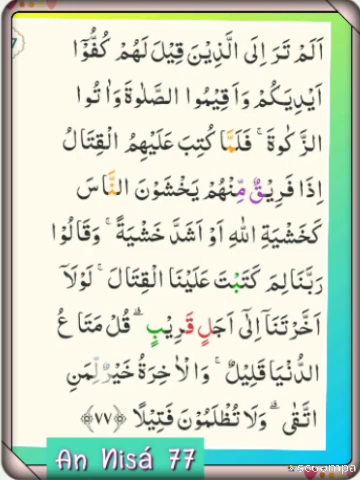 اَلَمْ تَرَ اِلَى الَّذِيْنَ قِيْلَ لَهُمْ كُفُّوْٓا
اَيْدِيَكُمْ وَاَقِيْمُوا الصَّلٰوةَ وَاٰتُوا
الزَّكٰوةَ ۚ فَلَمَّا كُتِبَ عَلَيْهِمُ الْقِتَالُ
اِذَا فَرِيْقٌ مِّنْهُمْ يَخْشَوْنَ النَّاسَ
كَخَشْيَةِ اللّٰهِ اَوْ اَشَدَّ خَشْيَةً ۚ وَقَالُوْا
رَبَّنَا لِمَ كَتَبْتَ عَلَيْنَا الْقِتَالَ ۚ لَوْلَآ
اَخَّرْتَنَآ اِلٰٓى اَجَلٍ قَرِيْبٍ ۗ قُلْ مَتَاعُ
الدُّنْيَا قَلِيْلٌ ۚ وَالْاٰخِرَةُ خَيْرٌ لِّمَنِ
اتَّقٰى ۗ وَلَا تُظْلَمُوْنَ فَتِيْلًا ﴿٧٧﴾
An Nisá 77